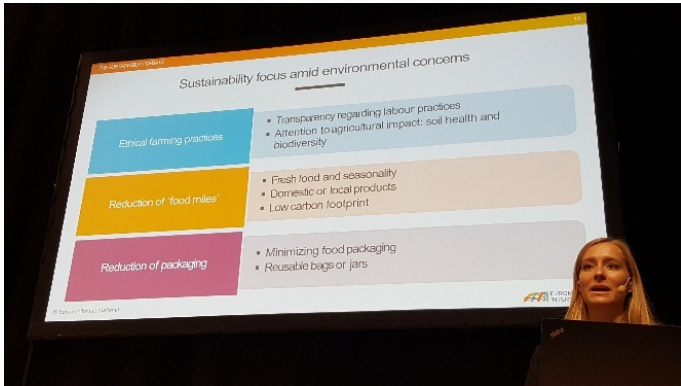 10
Sustainability focus amid environmental concerns
Ethical farming practices
▪ Transparency regarding labour practices
▪ Attention to agricultural impact: soil health and
biodiversity
Reduction of 'food miles'
▪ Fresh food and seasonality
▪ Domestic or local products
▪ Low carbon footprint
Reduction of packaging
▪ Minimizing food packaging
▪ Reusable bags or jars